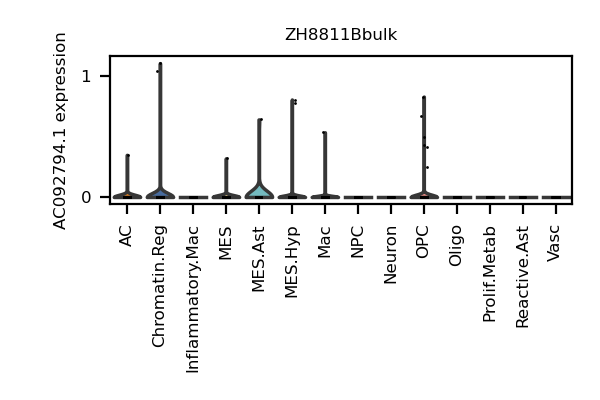 ZH8811Bbulk
AC092794.1 expression
1
0
AC
Chromatin.Reg
Inflammatory.Mac
MES
MES.Ast
MES.Hyp
Mac
NPC
Neuron
OPC
Oligo
Prolif.Metab
Reactive.Ast
Vasc